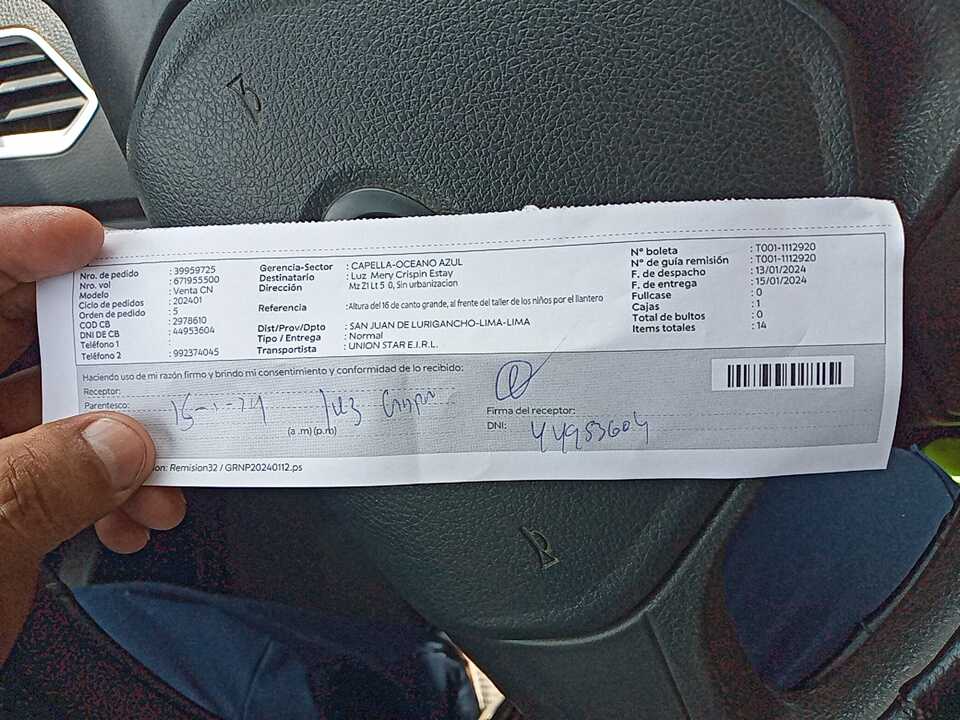 Nro. de pedido : 39959725
Nro. vol : 671955500
Modelo : Venta CN
Ciclo de pedidos : 202401
Orden de pedido : 5
COD CB : 2978610
DNI DE CB : 44953604
Teléfono 1 :
Teléfono 2 : 992374045
Gerencia-Sector : CAPELLA-OCEANO AZUL
Destinatario : Luz Mery Crispin Estay
Dirección : Mz Z1 Lt 5 0, Sin urbanizacion
Referencia : Altura del 16 de canto grande, al frente del taller de los niños por el llantero
Dist/Prov/Dpto : SAN JUAN DE LURIGANCHO-LIMA-LIMA
Tipo / Entrega : Normal
Transportista : UNION STAR E.I.R.L.
N° boleta : T001-1112920
N° de guía remisión : T001-1112920
F. de despacho : 13/01/2024
F. de entrega : 15/01/2024
Fullcase : 0
Cajas : 1
Total de bultos : 0
Items totales : 14
Haciendo uso de mi razón firmo y brindo mi consentimiento y conformidad de lo recibido:
Receptor:
Parentesco:
15-1-24 Luz Crispin
(a .m) (p.m)
Firma del receptor:
DNI: 44953604
on: Remision32 / GRNP20240112.ps